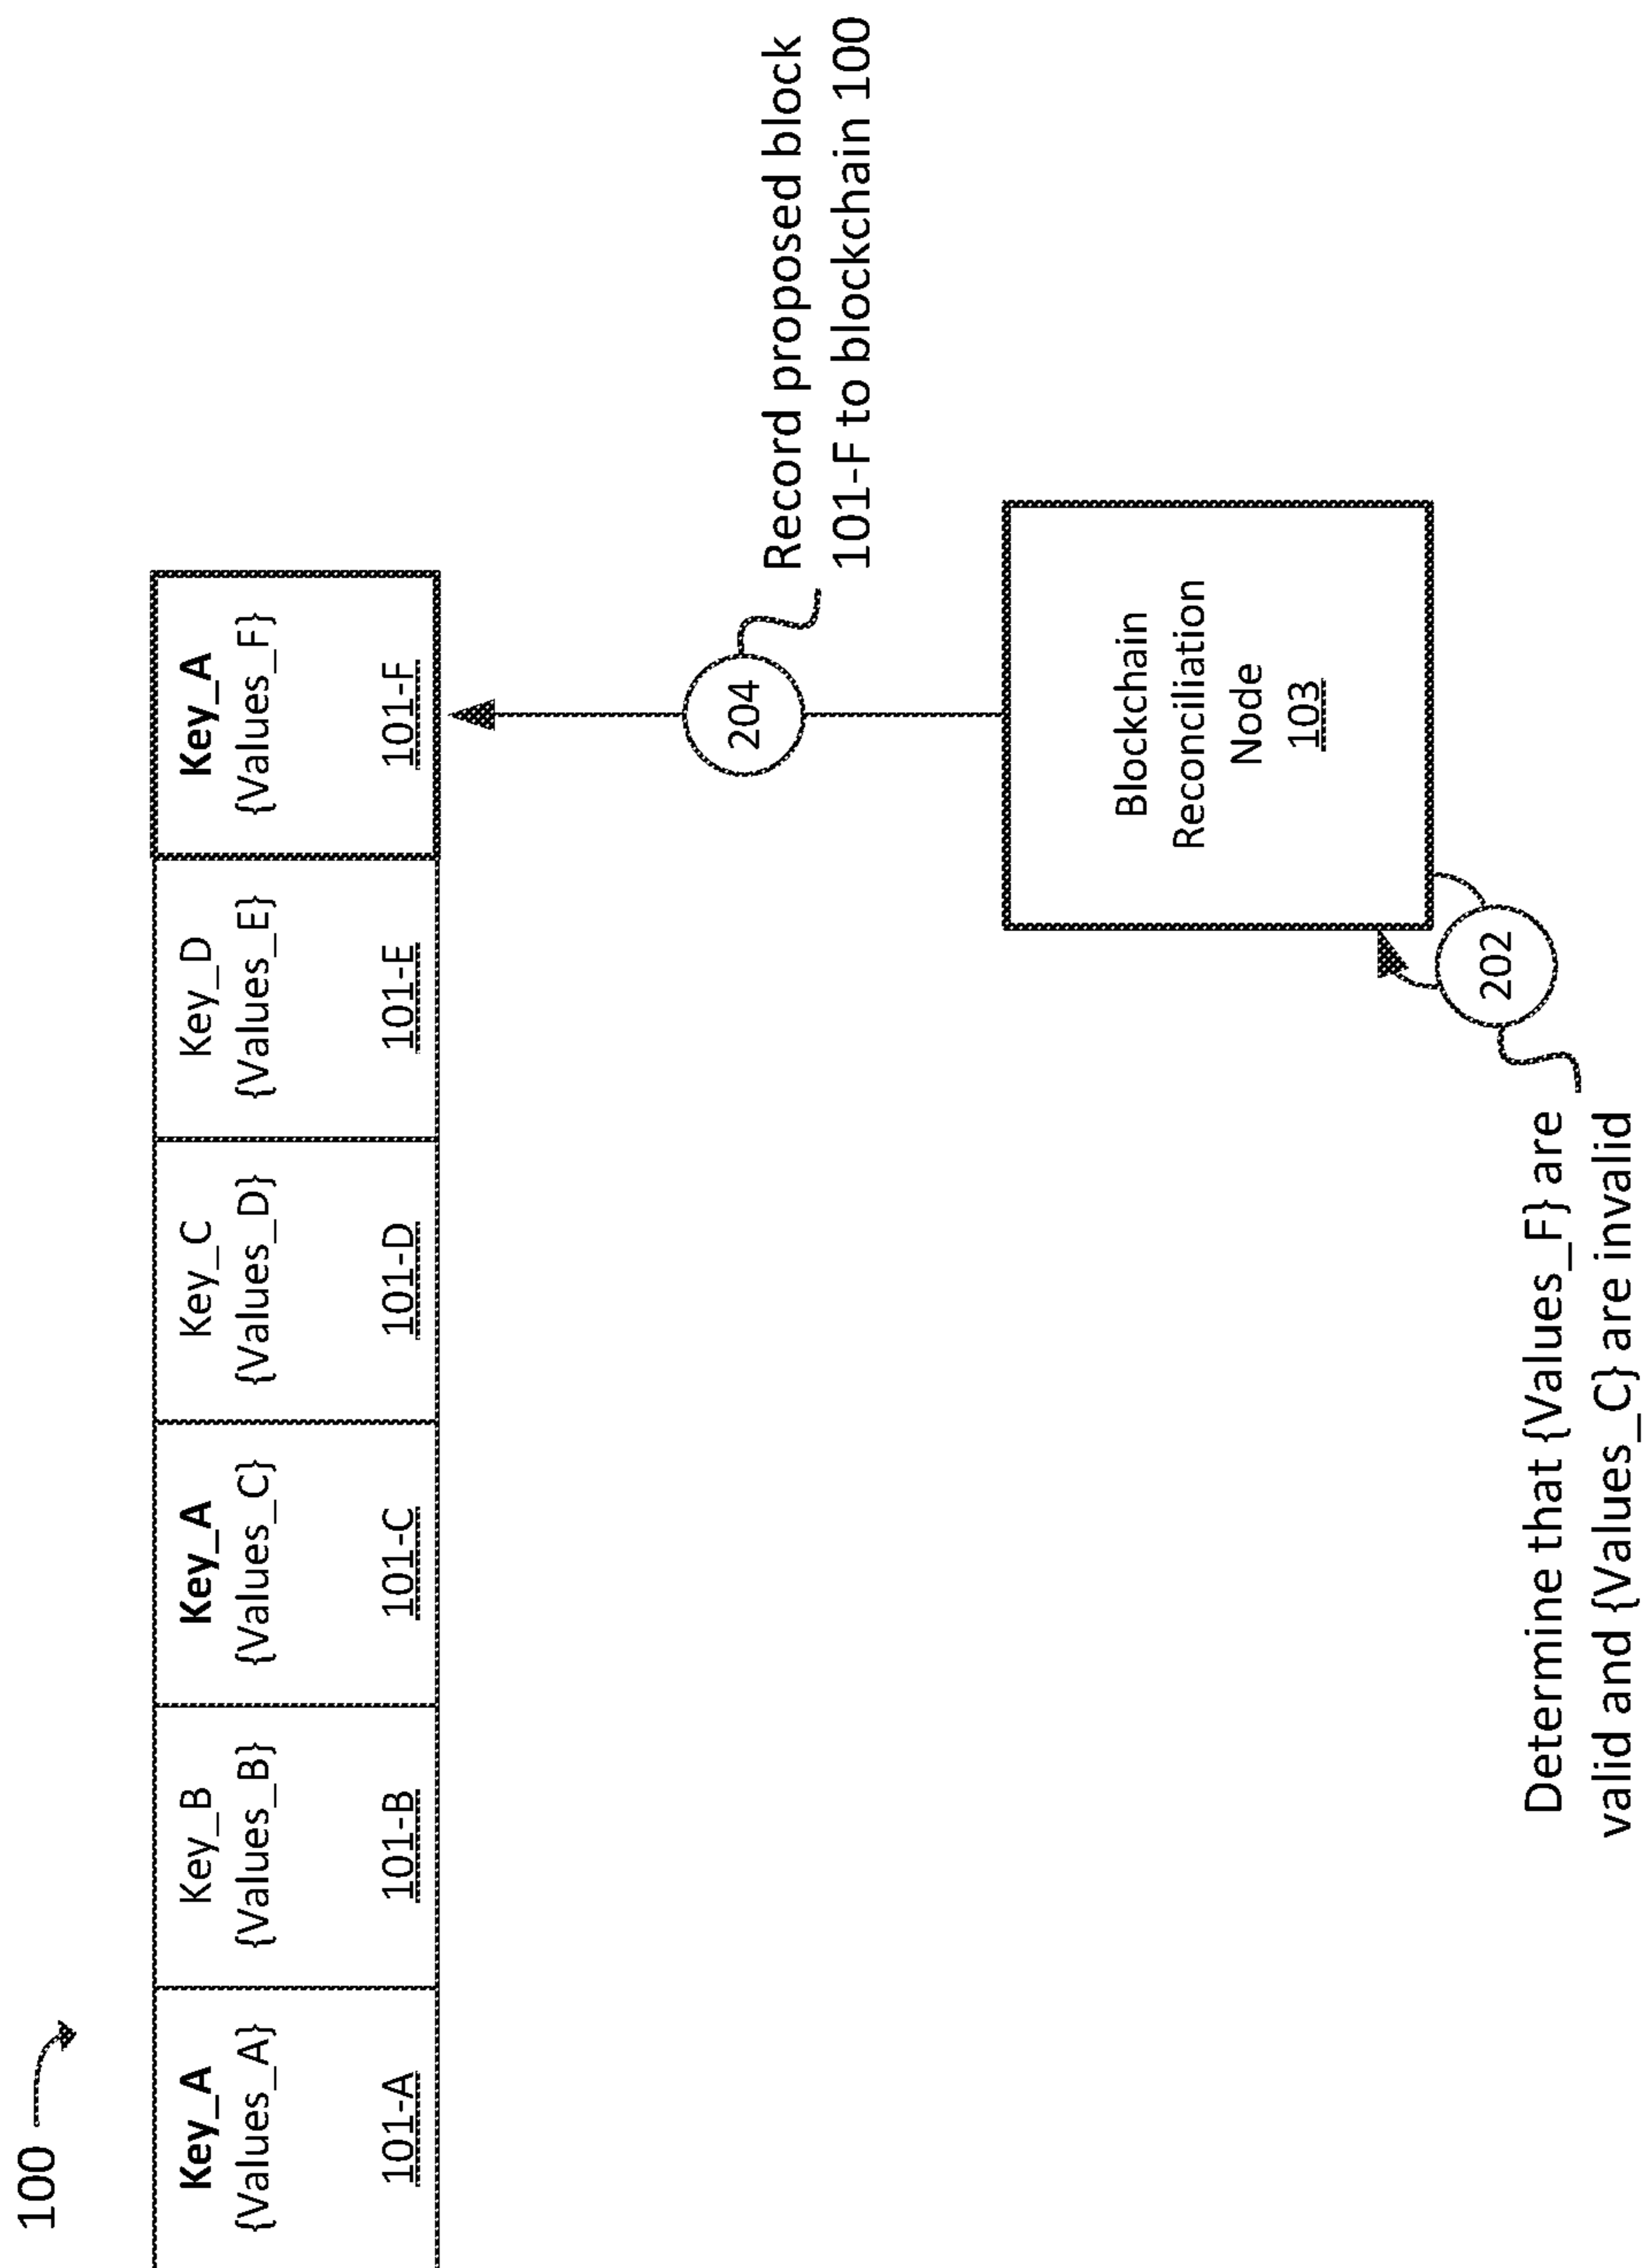 100
Key_A
{Values_A}
101-A
Key_B
{Values_B}
101-B
Key_A
{Values_C}
101-C
Key_C
{Values_D}
101-D
Key_D
{Values_E}
101-E
Key_A
{Values_F}
101-F
204
Record proposed block
101-F to blockchain 100
Blockchain
Reconciliation
Node
103
202
Determine that {Values_F} are
valid and {Values_C} are invalid